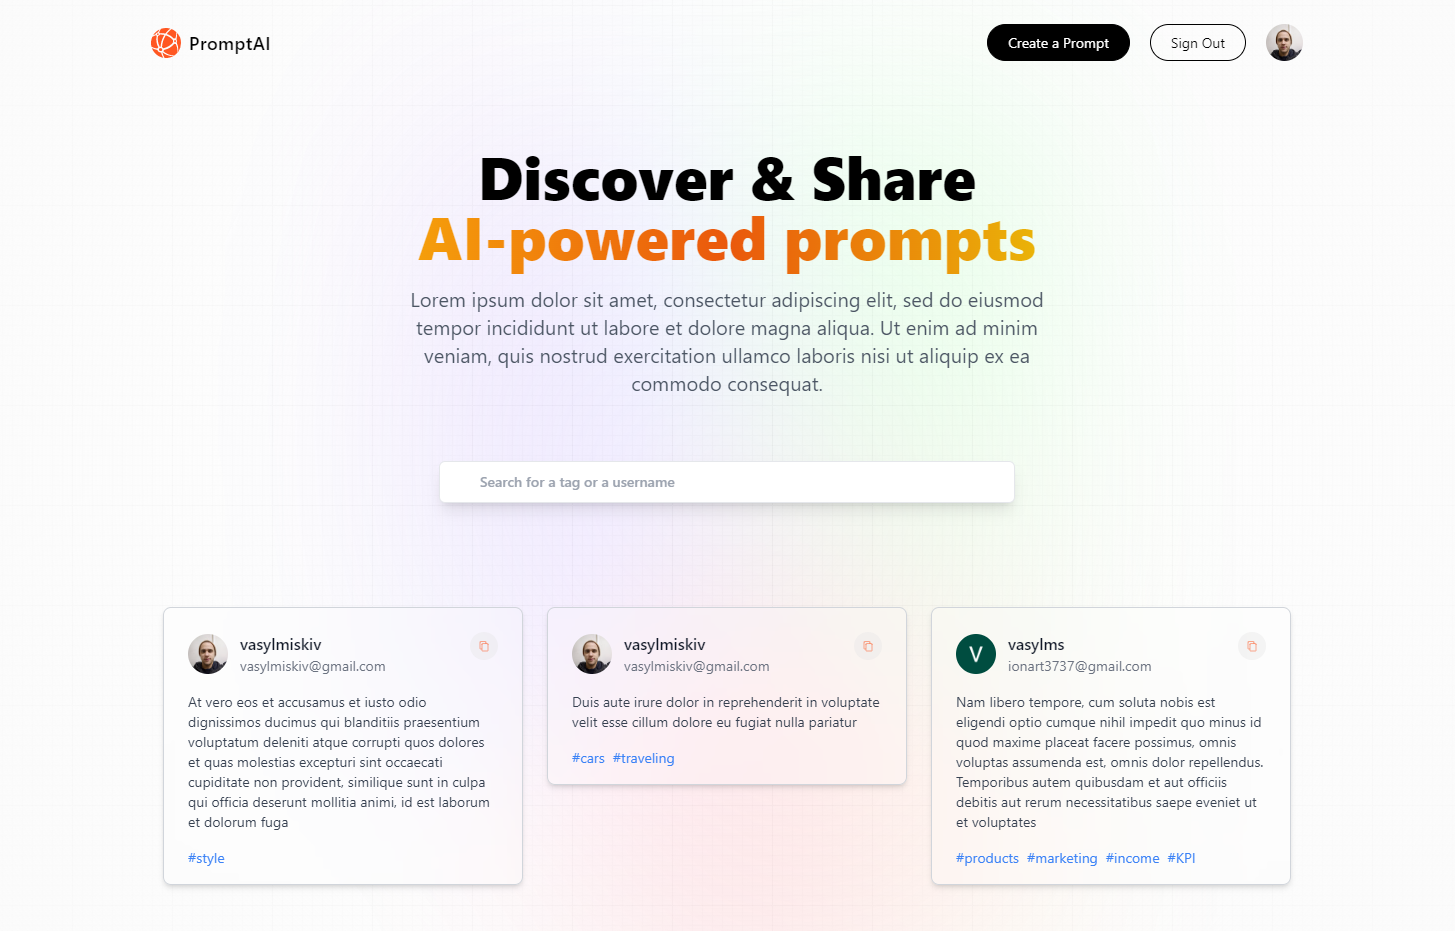 PromptAI
Create a Prompt
Sign Out
Discover & Share
AI-powered prompts
Lorem ipsum dolor sit amet, consectetur adipiscing elit, sed do eiusmod
tempor incididunt ut labore et dolore magna aliqua. Ut enim ad minim
veniam, quis nostrud exercitation ullamco laboris nisi ut aliquip ex ea
commodo consequat.
Search for a tag or a username
vasylmiskiv
vasylmiskiv@gmail.com
At vero eos et accusamus et iusto odio
dignissimos ducimus qui blanditiis praesentium
voluptatum deleniti atque corrupti quos dolores
et quas molestias excepturi sint occaecati
cupiditate non provident, similique sunt in culpa
qui officia deserunt mollitia animi, id est laborum
et dolorum fuga
#style
vasylmiskiv
vasylmiskiv@gmail.com
Duis aute irure dolor in reprehenderit in voluptate
velit esse cillum dolore eu fugiat nulla pariatur
#cars #traveling
V
vasylms
ionart3737@gmail.com
Nam libero tempore, cum soluta nobis est
eligendi optio cumque nihil impedit quo minus id
quod maxime placeat facere possimus, omnis
voluptas assumenda est, omnis dolor repellendus.
Temporibus autem quibusdam et aut officiis
debitis aut rerum necessitatibus saepe eveniet ut
et voluptates
#products #marketing #income #KPI